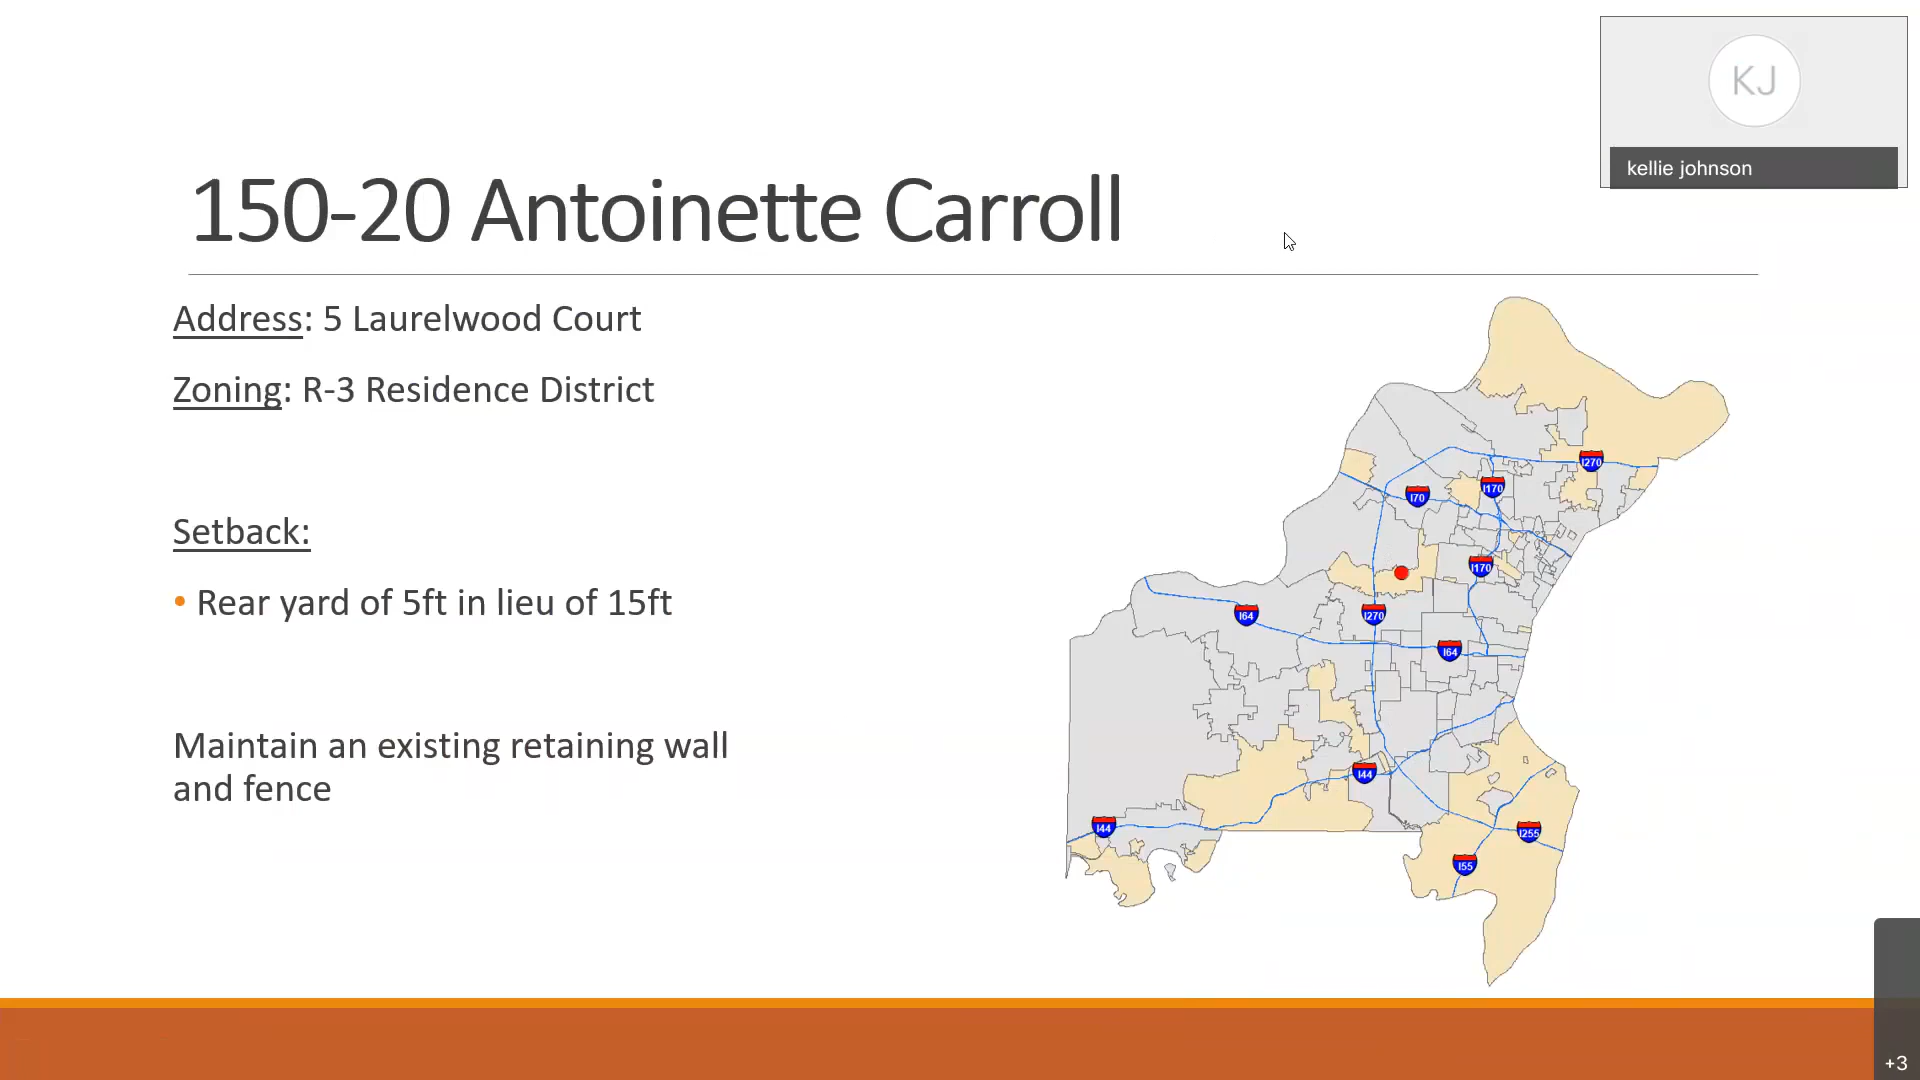 KJ
kellie johnson
150-20 Antoinette Carroll
Address: 5 Laurelwood Court
Zoning: R-3 Residence District
Setback:
• Rear yard of 5ft in lieu of 15ft
Maintain an existing retaining wall
and fence
I270
I70
I170
I170
I64
I270
I64
I44
I44
I255
I55
+3